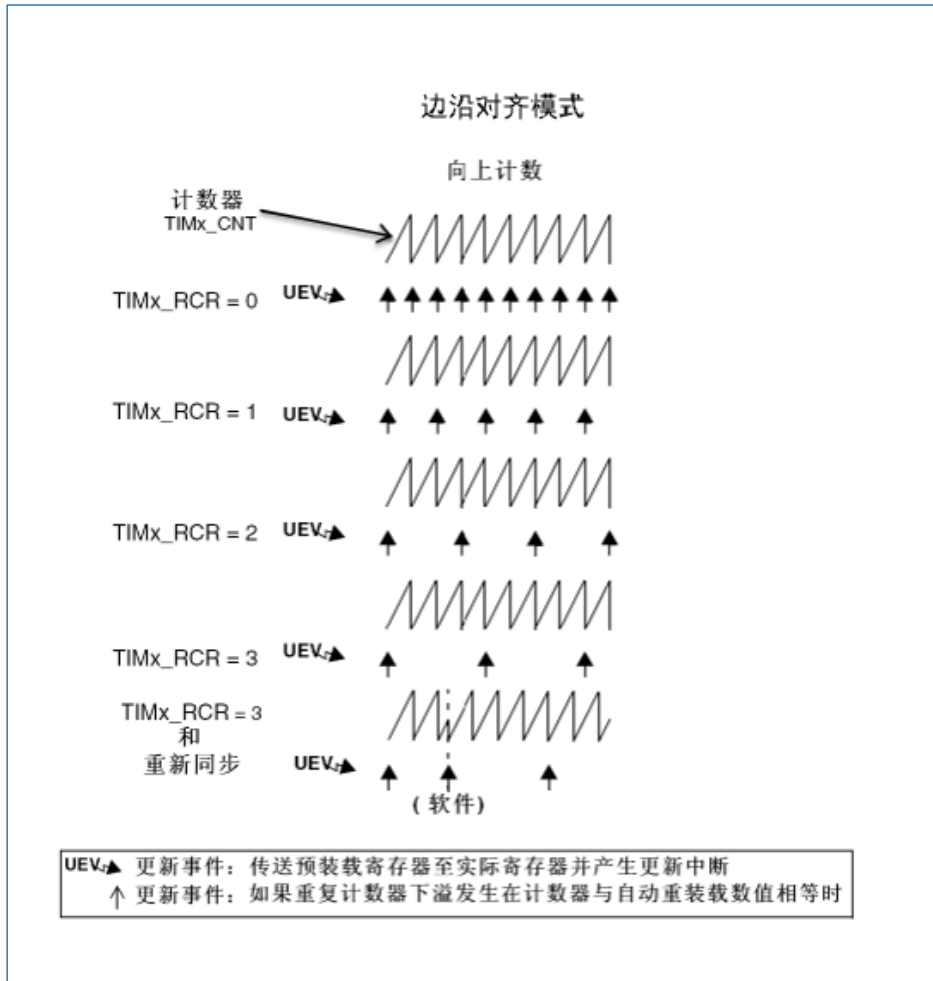 边沿对齐模式
向上计数
计数器
TIMx_CNT
TIMx_RCR = 0 UEV
TIMx_RCR = 1 UEV
TIMx_RCR = 2 UEV
TIMx_RCR = 3 UEV
TIMx_RCR = 3
和
重新同步 UEV
(软件)
UEV 更新事件：传送预装载寄存器至实际寄存器并产生更新中断
更新事件：如果重复计数器下溢发生在计数器与自动重装载数值相等时